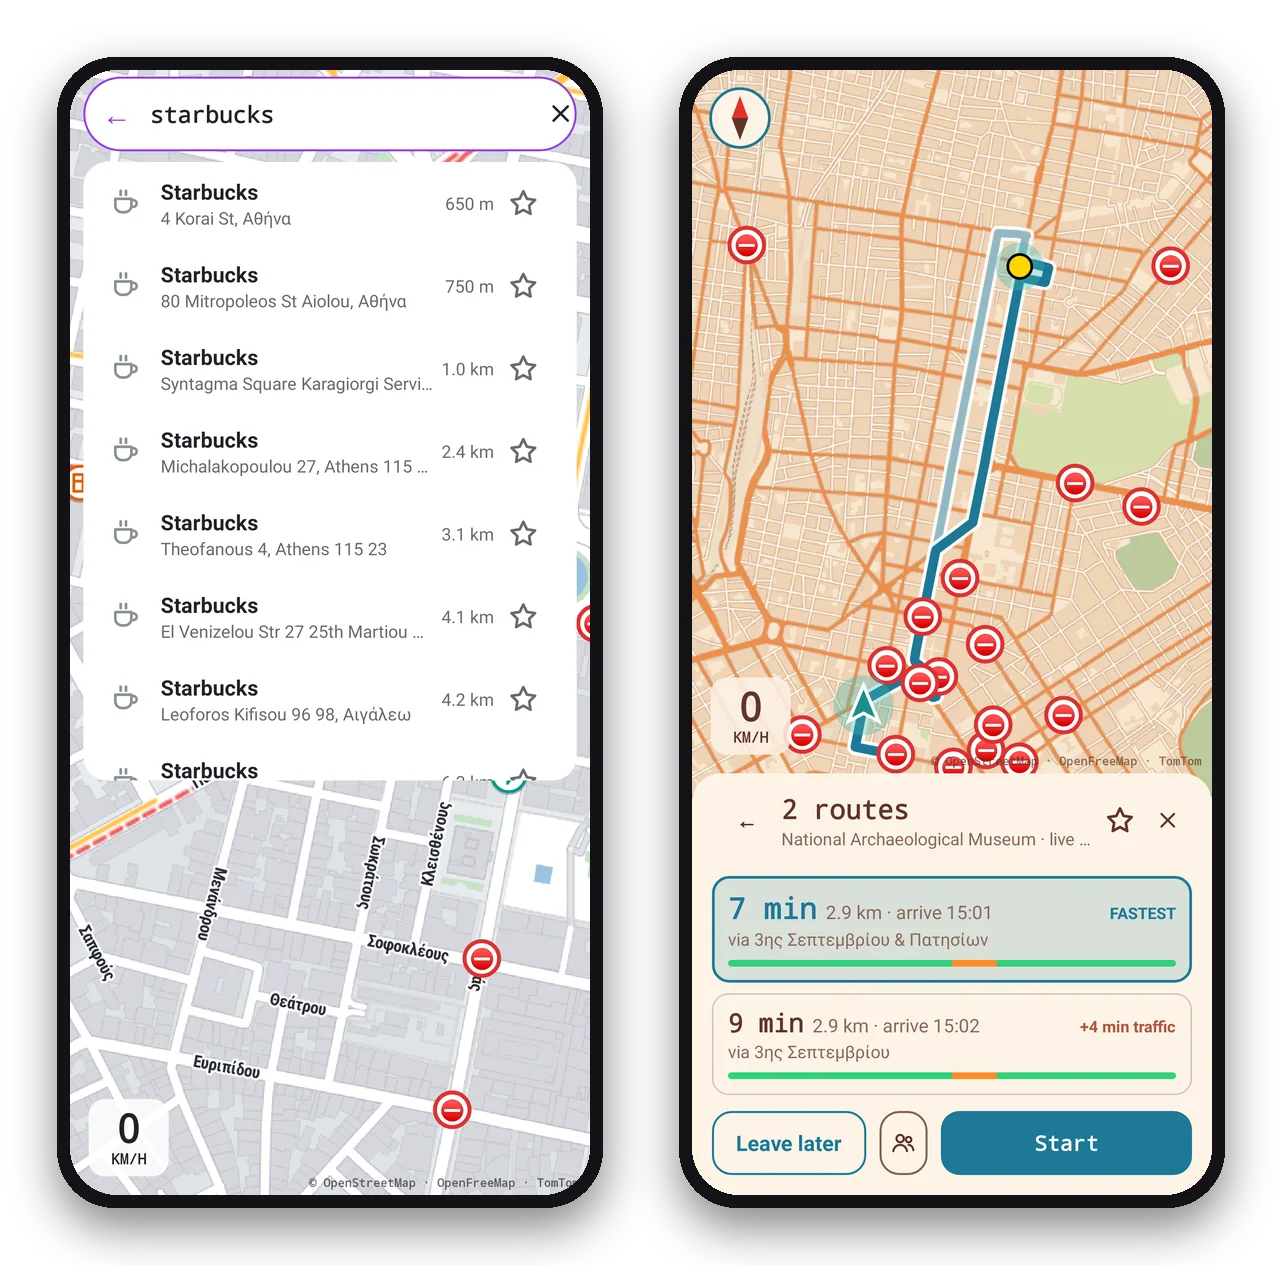 ← starbucks ×
Starbucks
4 Korai St, Αθήνα
650 m
Starbucks
80 Mitropoleos St Aiolou, Αθήνα
750 m
Starbucks
Syntagma Square Karagiorgi Servi...
1.0 km
Starbucks
Michalakopoulou 27, Athens 115 ...
2.4 km
Starbucks
Theofanous 4, Athens 115 23
3.1 km
Starbucks
El Venizelou Str 27 25th Martiou ...
4.1 km
Starbucks
Leoforos Kifisou 96 98, Αιγάλεω
4.2 km
Starbucks
Μενάνδρου
Σωκράτους
Κλεισθένους
Σαπφούς
Σοφοκλέους
Θεάτρου
Ευριπίδου
0
KM/H
© OpenStreetMap · OpenFreeMap · TomTom
0
KM/H
© OpenStreetMap · OpenFreeMap · TomTom
← 2 routes ×
National Archaeological Museum · live ...
7 min 2.9 km · arrive 15:01
FASTEST
via 3ης Σεπτεμβρίου & Πατησίων
9 min 2.9 km · arrive 15:02
+4 min traffic
via 3ης Σεπτεμβρίου
Leave later
Start